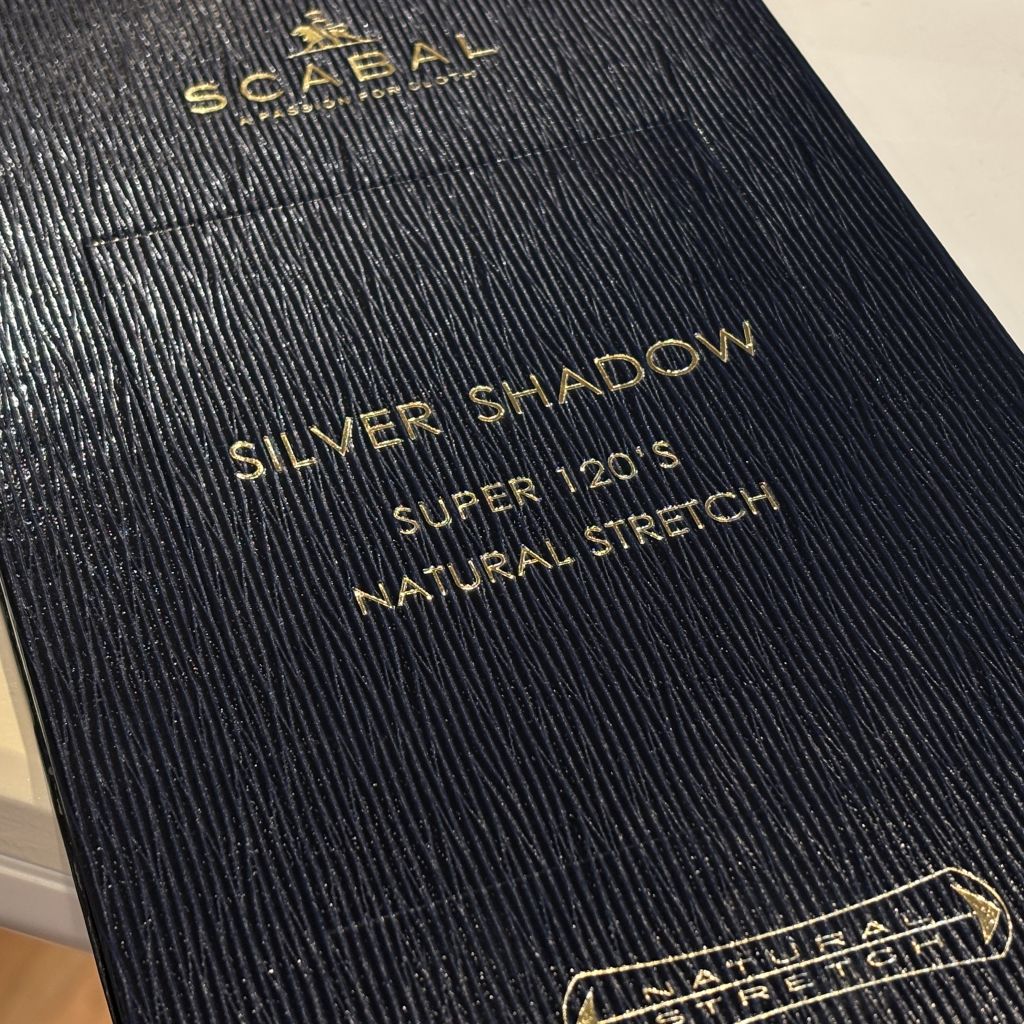 SCABAL
A PASSION FOR CLOTH
SILVER SHADOW
SUPER 120'S
NATURAL STRETCH
NATURAL
STRETCH